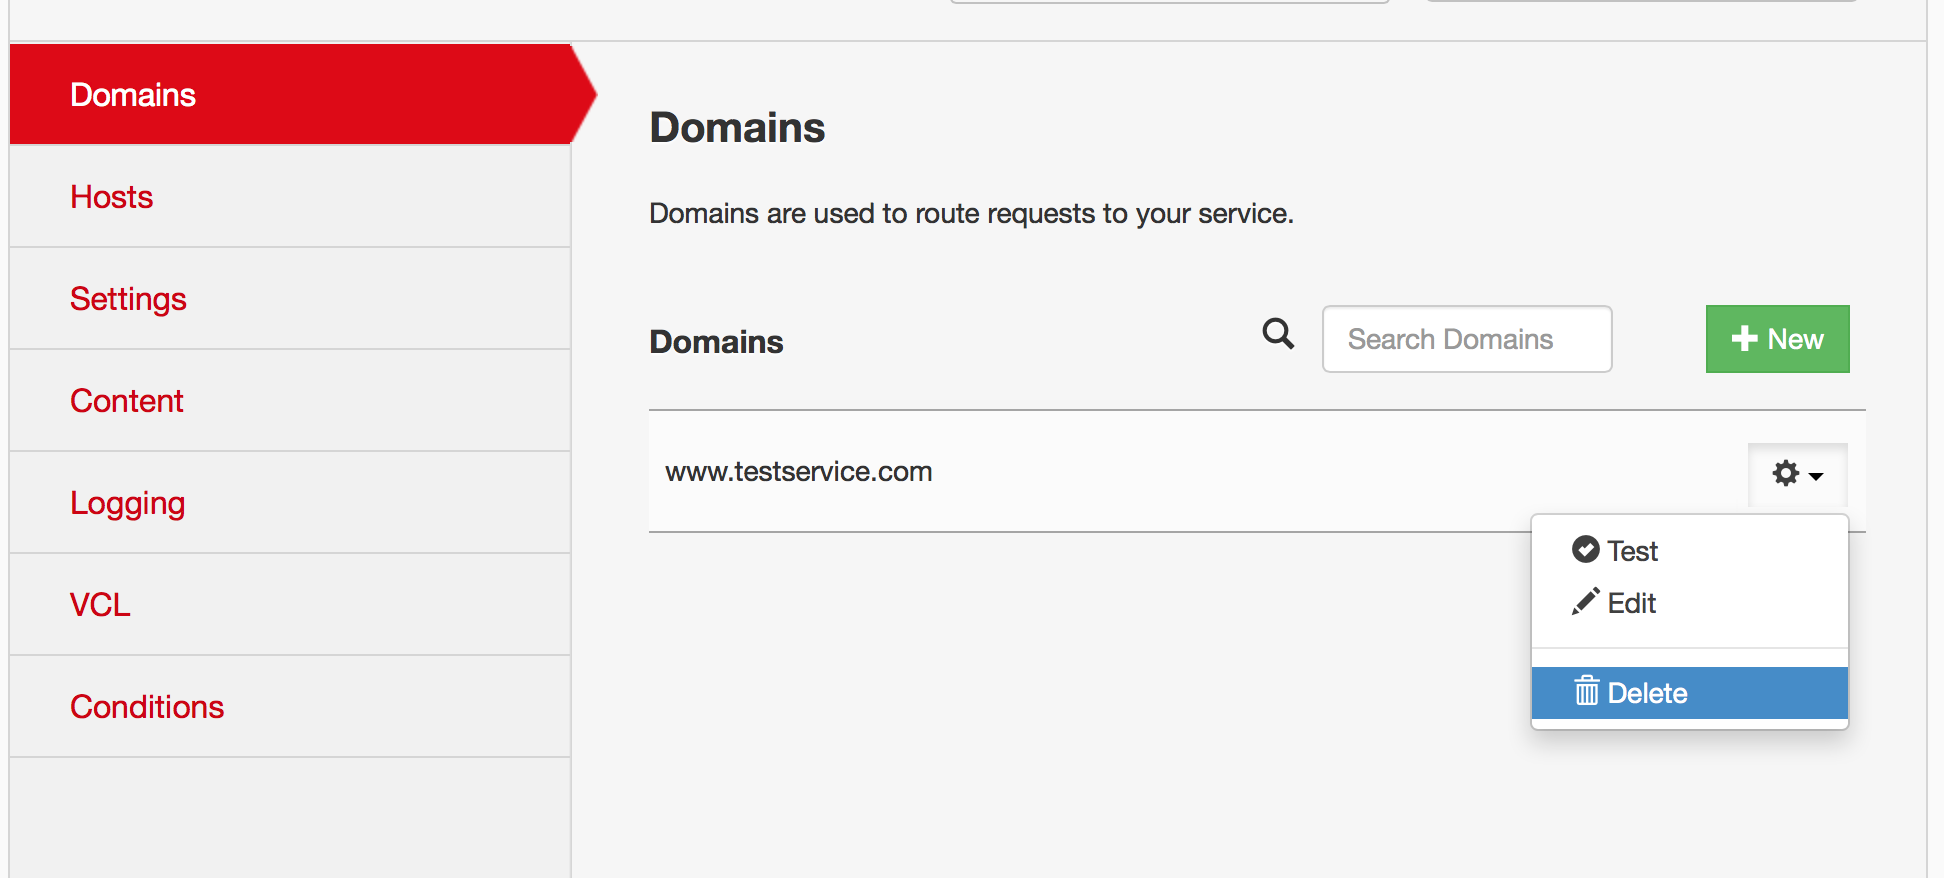 Domains
Hosts
Settings
Content
Logging
VCL
Conditions
Domains
Domains are used to route requests to your service.
Domains
Search Domains
New
www.testservice.com
Test
Edit
Delete